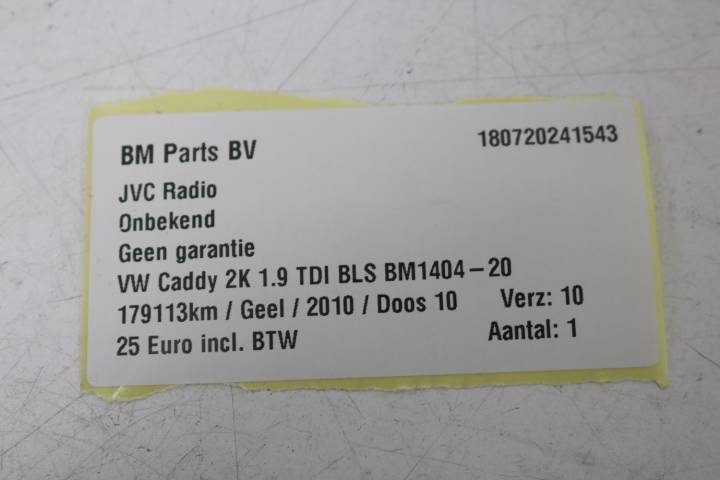 BM Parts BV 180720241543
JVC Radio
Onbekend
Geen garantie
VW Caddy 2K 1.9 TDI BLS BM1404-20
179113km / Geel / 2010 / Doos 10 Verz: 10
25 Euro incl. BTW Aantal: 1